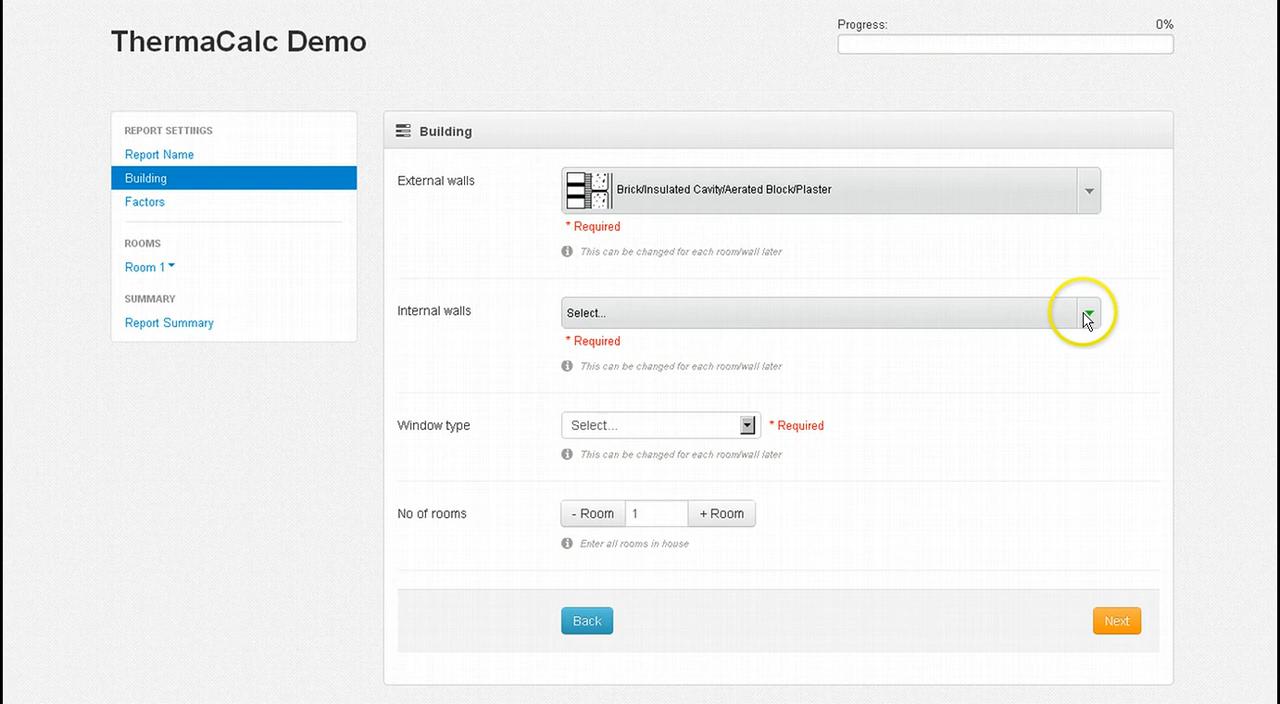 ThermaCalc Demo
Progress: 0%
REPORT SETTINGS
Report Name
Building
Factors
ROOMS
Room 1
SUMMARY
Report Summary
Building
External walls
Brick/Insulated Cavity/Aerated Block/Plaster
* Required
This can be changed for each room/wall later
Internal walls
Select...
* Required
This can be changed for each room/wall later
Window type
Select...
* Required
This can be changed for each room/wall later
No of rooms
- Room 1 + Room
Enter all rooms in house
Back
Next